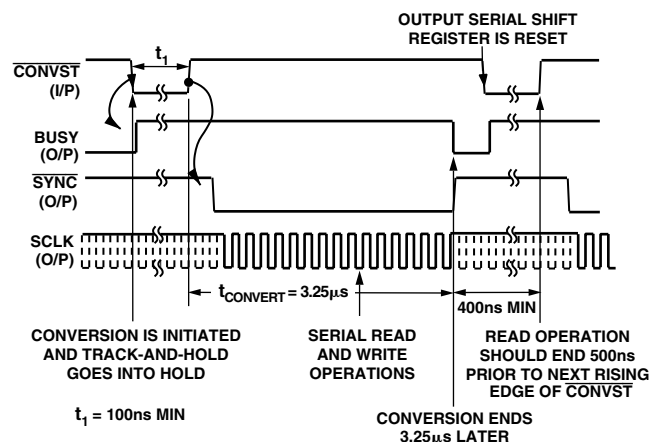 OUTPUT SERIAL SHIFT
REGISTER IS RESET
t1
CONVST
(I/P)
BUSY
(O/P)
SYNC
(O/P)
SCLK
(O/P)
tCONVERT = 3.25µs
400ns MIN
CONVERSION IS INITIATED
AND TRACK-AND-HOLD
GOES INTO HOLD
SERIAL READ
AND WRITE
OPERATIONS
READ OPERATION
SHOULD END 500ns
PRIOR TO NEXT RISING
EDGE OF CONVST
t1 = 100ns MIN
CONVERSION ENDS
3.25µs LATER